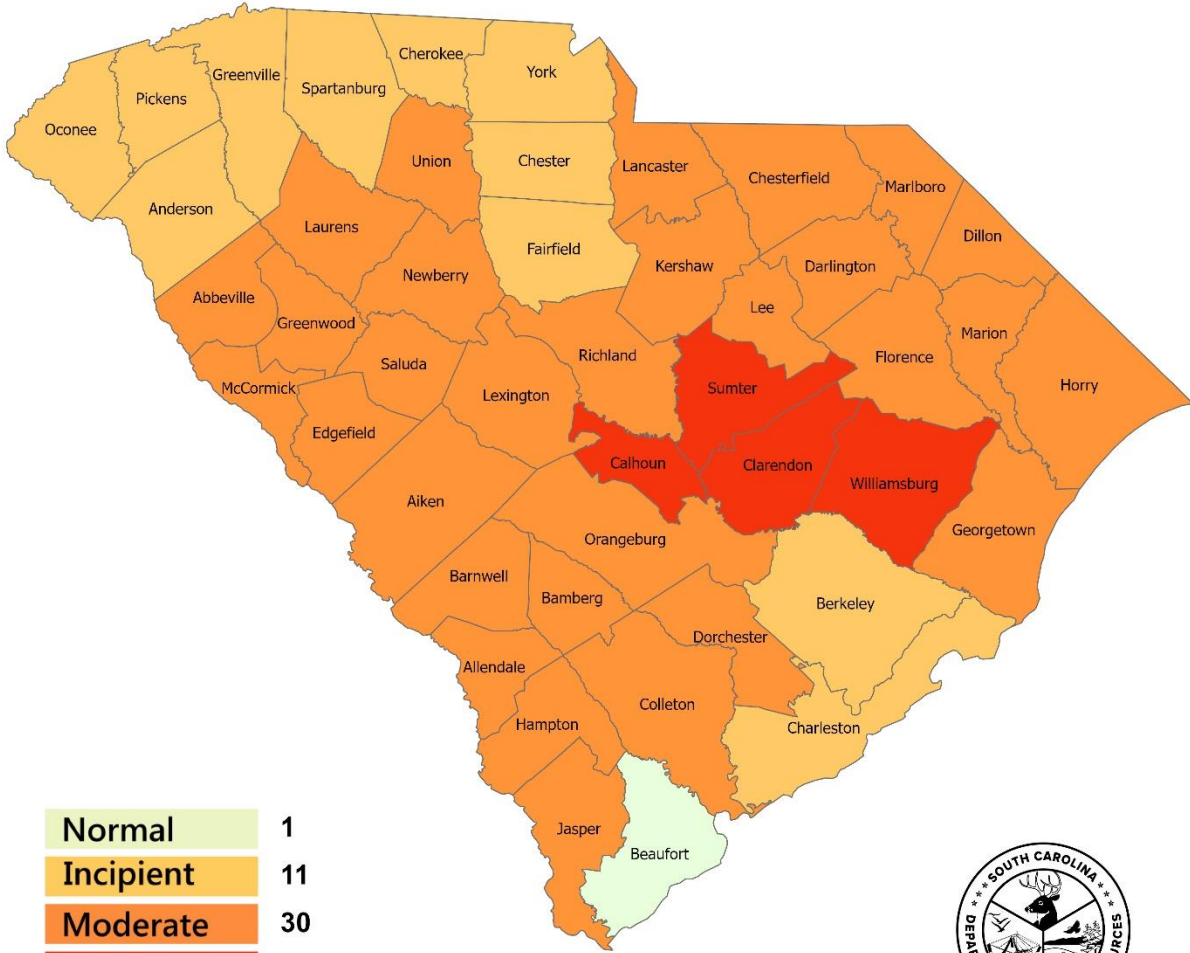 Cherokee
Greenville
York
Spartanburg
Pickens
Oconee
Union
Chester
Lancaster
Chesterfield
Marlboro
Anderson
Laurens
Dillon
Fairfield
Newberry
Kershaw
Darlington
Abbeville
Lee
Greenwood
Marion
Richland
Florence
Saluda
McCormick
Sumter
Horry
Lexington
Edgefield
Calhoun
Clarendon
Williamsburg
Aiken
Georgetown
Orangeburg
Barnwell
Bamberg
Berkeley
Dorchester
Allendale
Colleton
Hampton
Charleston
Jasper
Beaufort
Normal 1
Incipient 11
Moderate 30
SOUTH CAROLINA